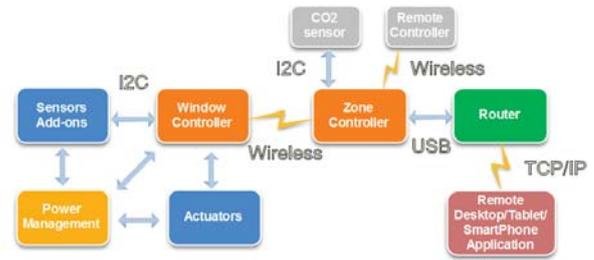 CO2
sensor
Remote
Controller
I2C
I2C
Wireless
Sensors
Add-ons
Window
Controller
Zone
Controller
Router
Wireless
USB
TCP/IP
Power
Management
Actuators
Remote
Desktop/Tablet/
SmartPhone
Application